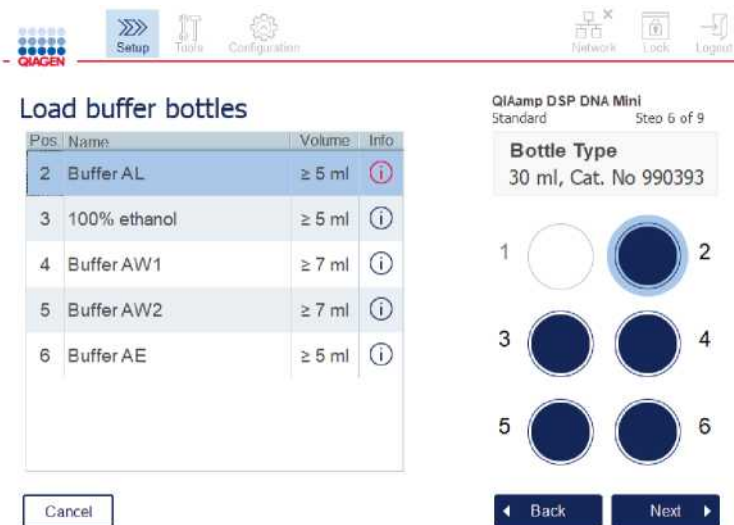 Setup Tools Configuration Network Lock Logout
QIAGEN
Load buffer bottles
QIAamp DSP DNA Mini
Standard Step 6 of 9
Pos. Name Volume Info
Bottle Type
30 ml, Cat. No 990393
2 Buffer AL ≥ 5 ml i
3 100% ethanol ≥ 5 ml i
4 Buffer AW1 ≥ 7 ml i
5 Buffer AW2 ≥ 7 ml i
6 Buffer AE ≥ 5 ml i
1 2
3 4
5 6
Cancel Back Next